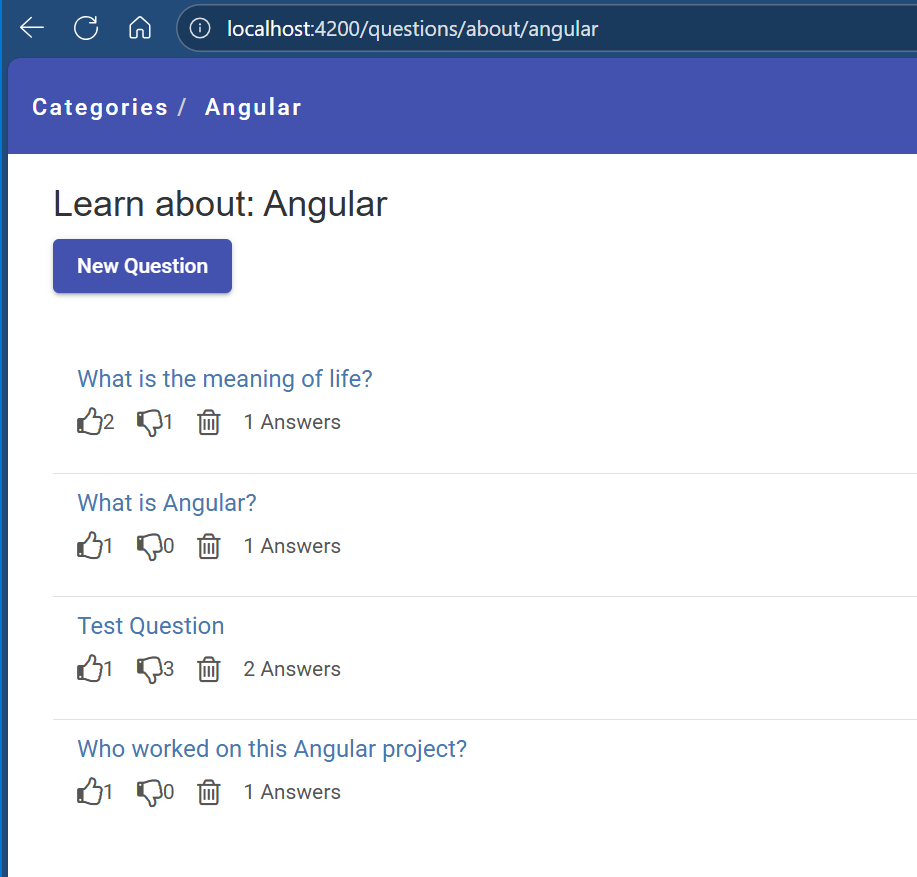 localhost:4200/questions/about/angular
Categories / Angular
Learn about: Angular
New Question
What is the meaning of life?
2 1 1 Answers
What is Angular?
1 0 1 Answers
Test Question
1 3 2 Answers
Who worked on this Angular project?
1 0 1 Answers